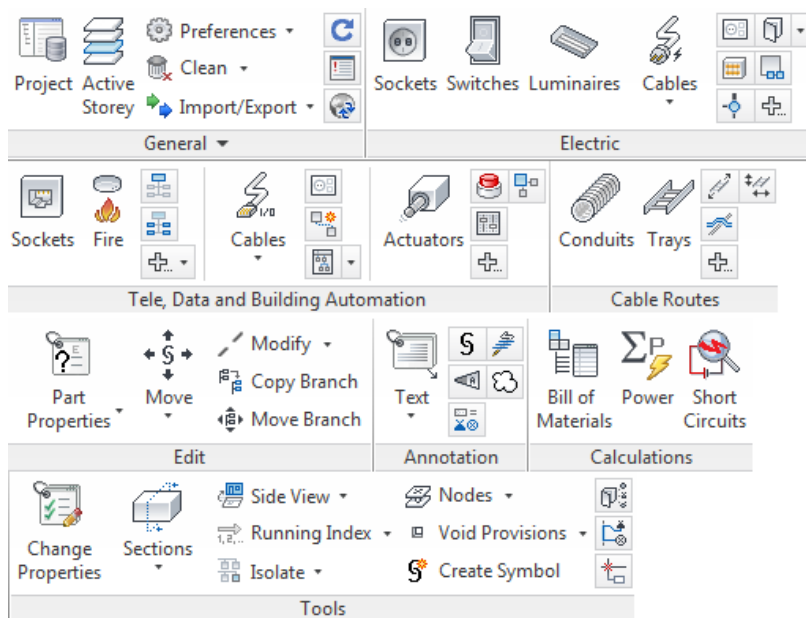 Preferences
Project Active Storey
Clean
Import/Export
Sockets Switches Luminaires Cables
General Electric
Sockets Fire Cables Actuators Conduits Trays
Tele, Data and Building Automation Cable Routes
Part Properties
Move
Modify
Copy Branch
Move Branch
Text
Bill of Materials
Power
Short Circuits
Edit Annotation Calculations
Change Properties
Sections
Side View
Running Index
Isolate
Nodes
Void Provisions
Create Symbol
Tools